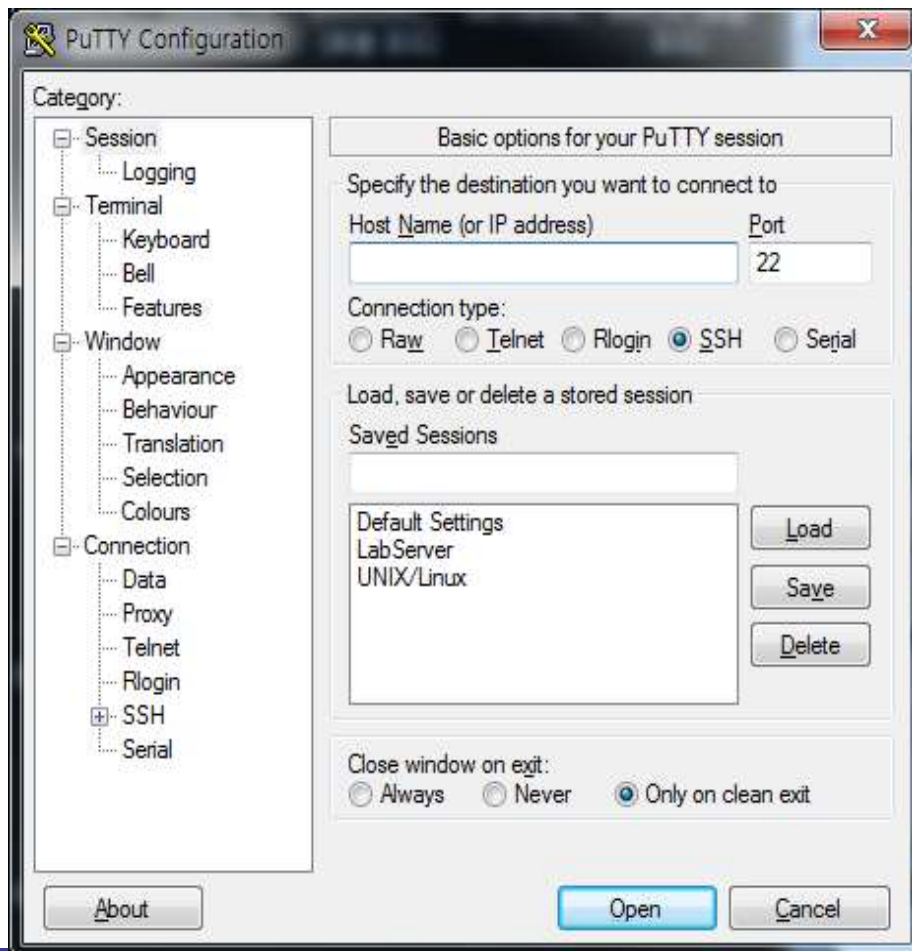 PuTTY Configuration
Category:
Session
Logging
Terminal
Keyboard
Bell
Features
Window
Appearance
Behaviour
Translation
Selection
Colours
Connection
Data
Proxy
Telnet
Rlogin
SSH
Serial
Basic options for your PuTTY session
Specify the destination you want to connect to
Host Name (or IP address) Port
22
Connection type:
Raw Telnet Rlogin SSH Serial
Load, save or delete a stored session
Saved Sessions
Default Settings
LabServer
UNIX/Linux
Load
Save
Delete
Close window on exit:
Always Never Only on clean exit
About Open Cancel